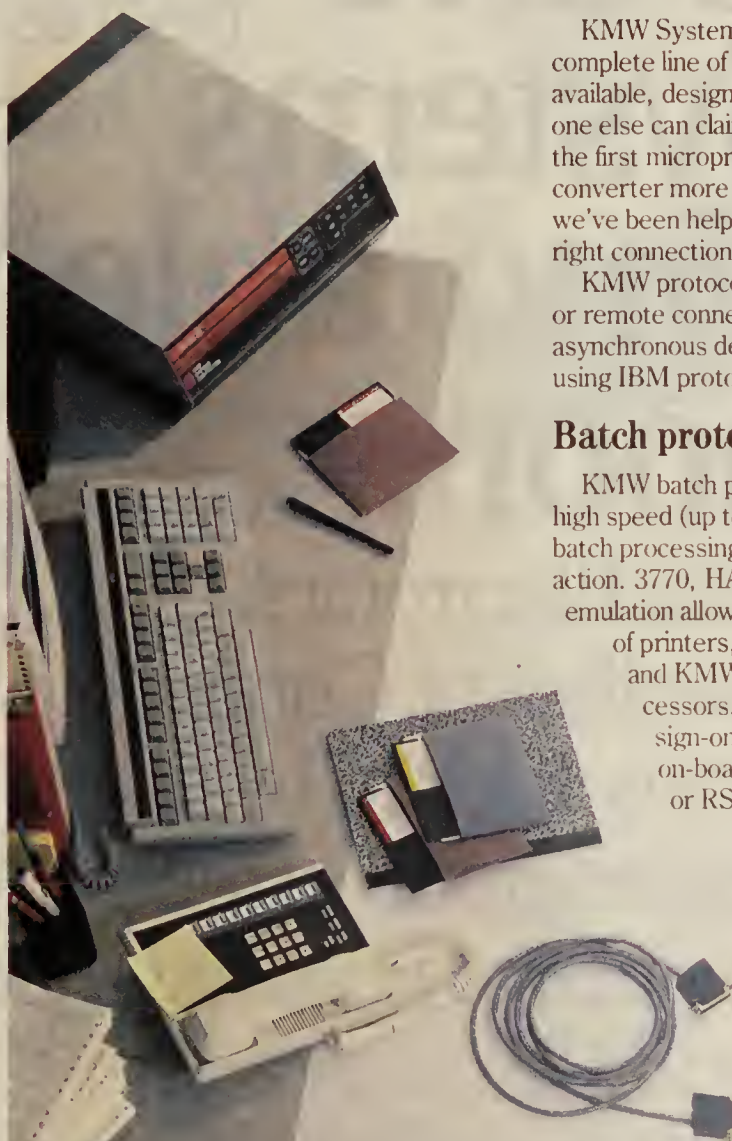 KMW System
complete line of
available, design
one else can clai
the first micropr
converter more
we've been help
right connection
KMW protoc
or remote conne
asynchronous de
using IBM proto
Batch proto
KMW batch p
high speed (up t
batch processing
action. 3770, HA
emulation allow
of printers,
and KMW
cessors.
sign-on
on-boa
or RS